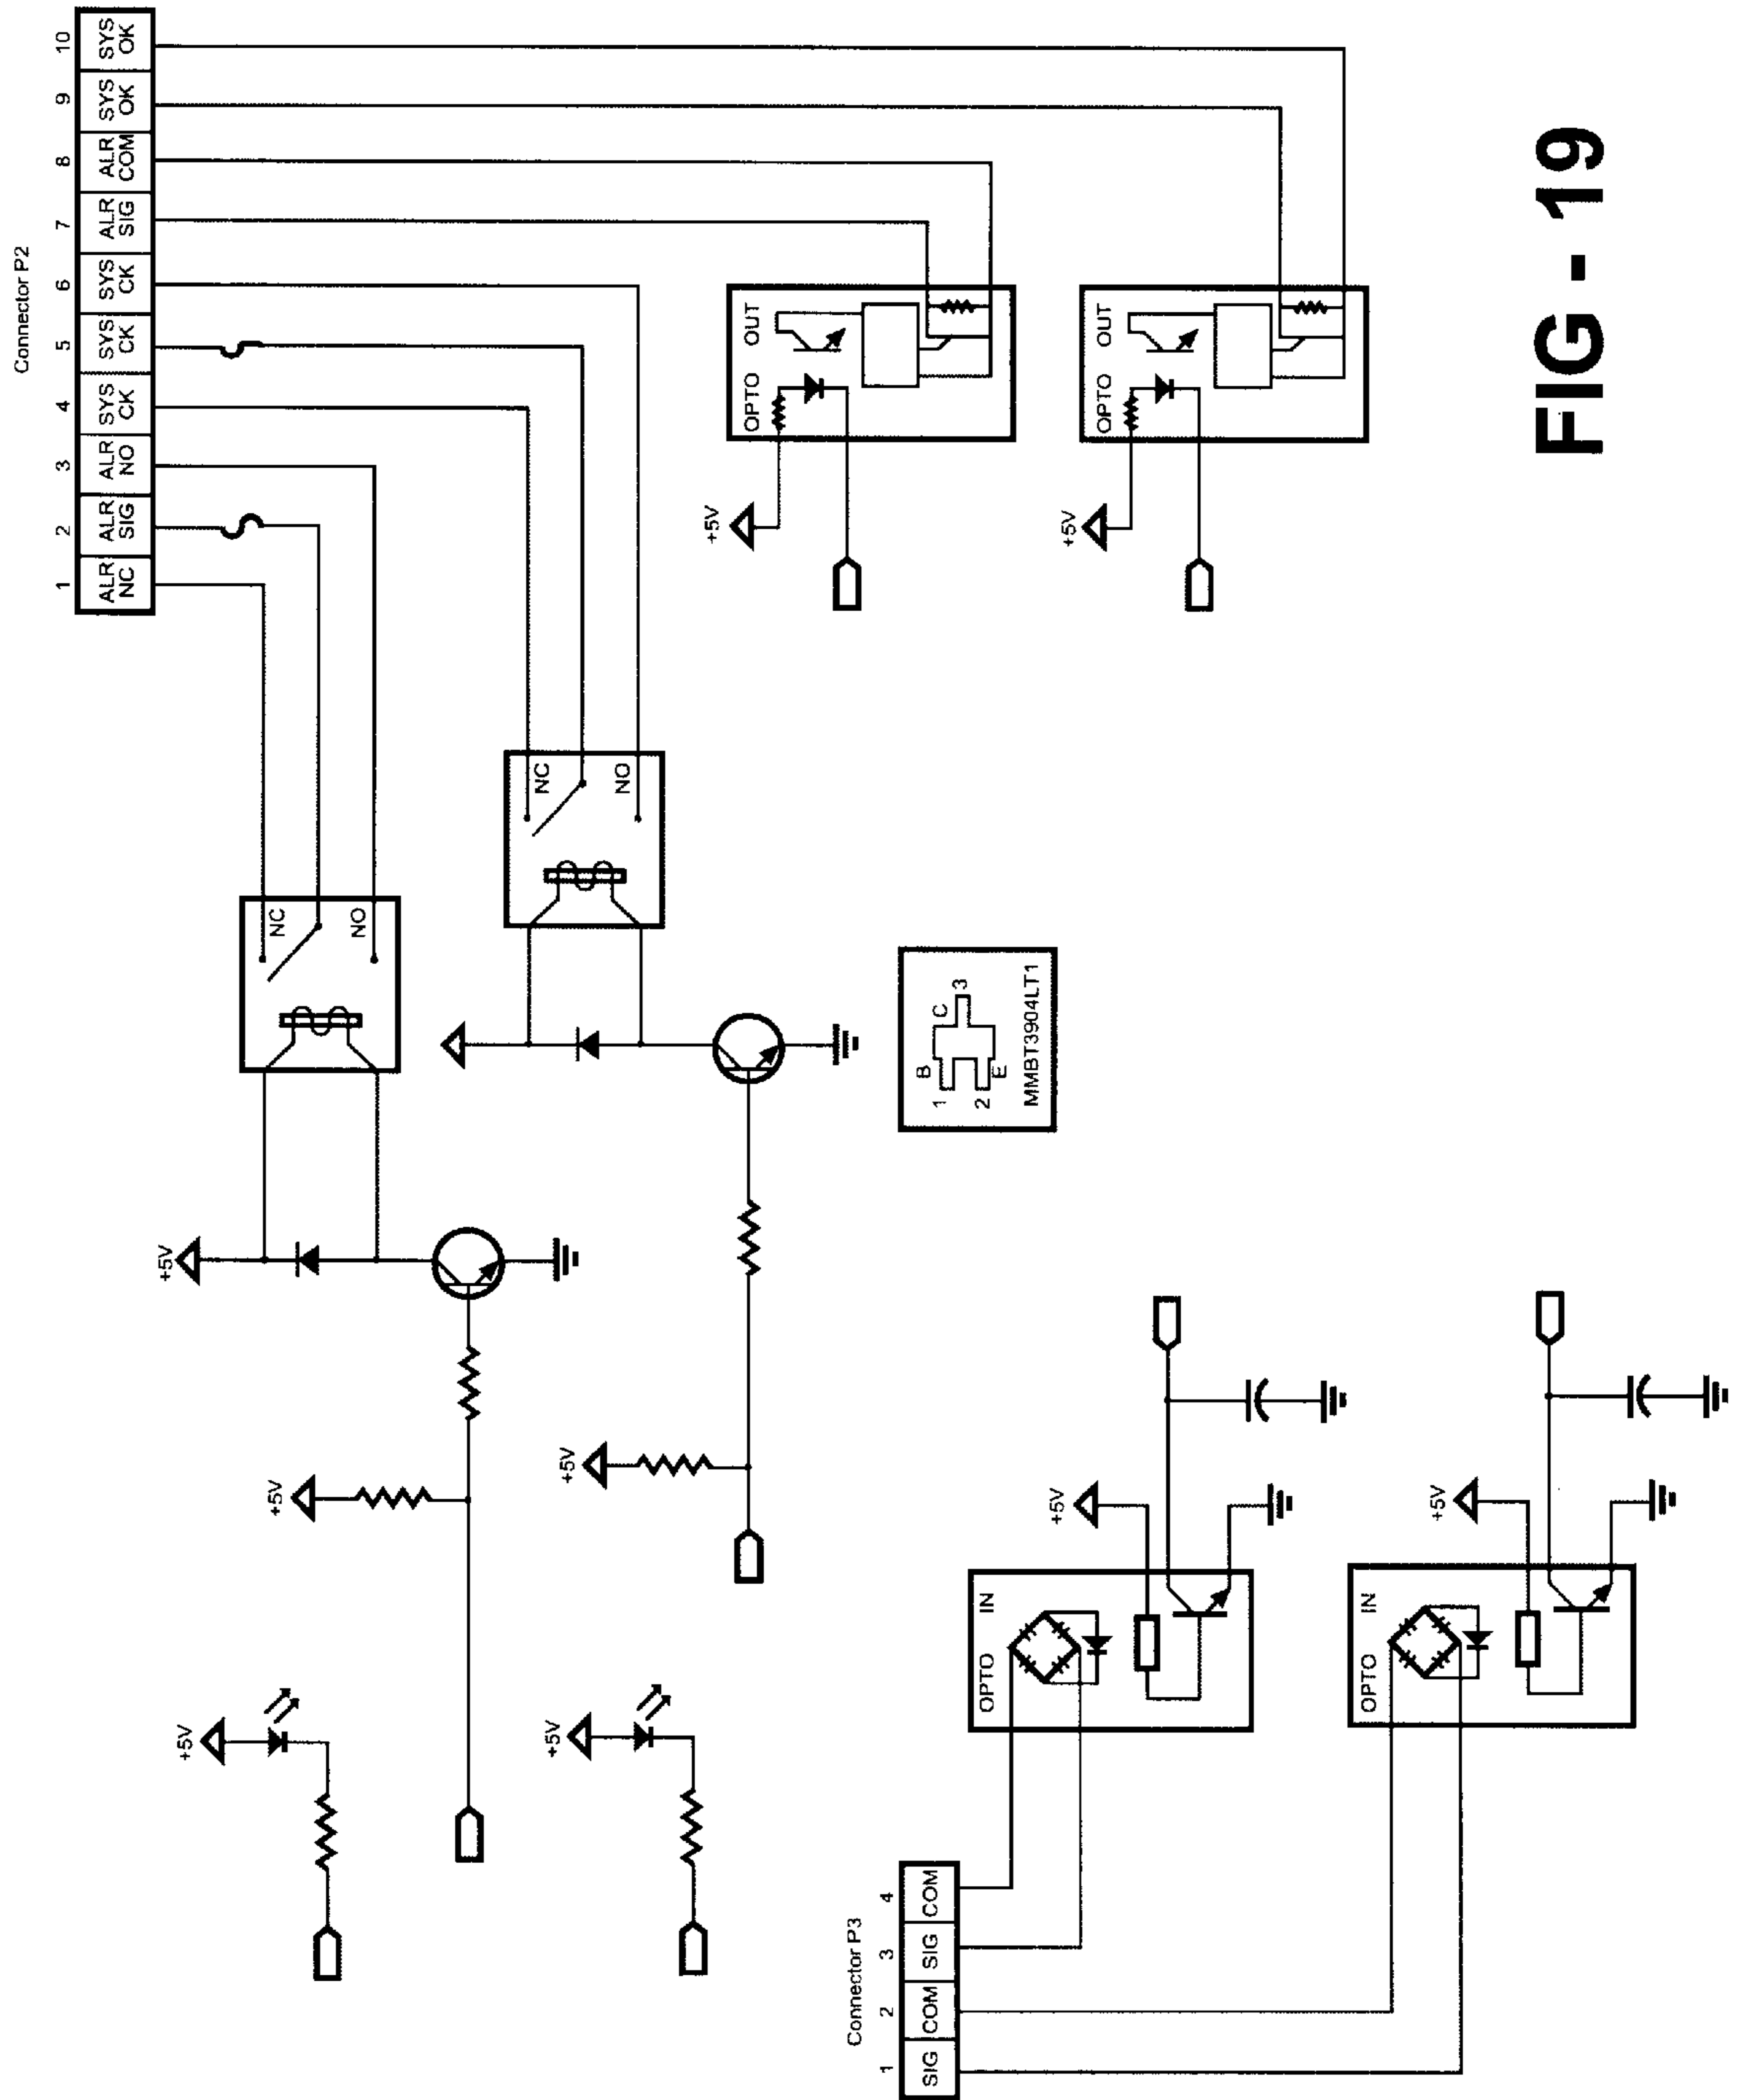 Connector P2
1 2 3 4 5 6 7 8 9 10
ALR NC
ALR SIG
ALR NO
SYS CK
SYS CK
SYS CK
ALR SIG
ALR COM
SYS OK
SYS OK
+5V
NC
NO
NC
NO
+5V
+5V
+5V
+5V
OPTO OUT
+5V
OPTO OUT
+5V
B
C
1
3
2
E
MMBT3904LT1
Connector P3
1 2 3 4
SIG
COM
SIG
COM
OPTO IN
+5V
OPTO IN
+5V
FIG - 19